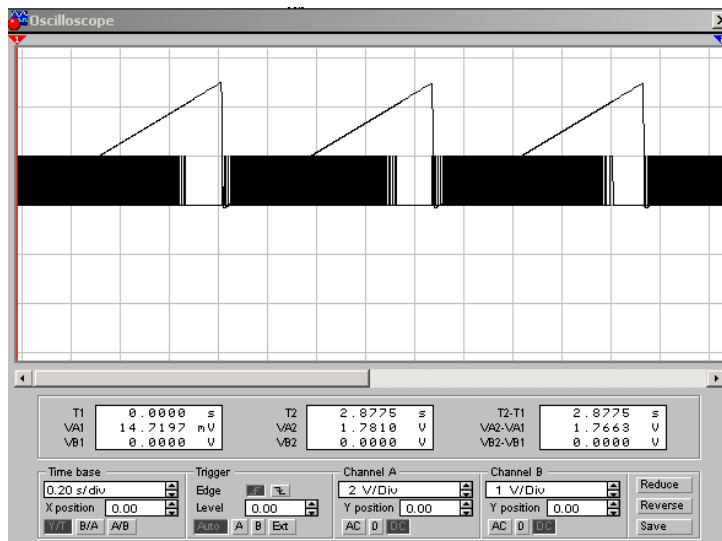 Oscilloscope
1
T1 0.0000 s
VA1 14.7197 mV
VB1 0.0000 V
T2 2.8775 s
VA2 1.7810 V
VB2 0.0000 V
T2-T1 2.8775 s
VA2-VA1 1.7663 V
VB2-VB1 0.0000 V
Time base
0.20 s/div
X position 0.00
Y/T B/A A/B
Trigger
Edge
Level 0.00
Auto A B Ext
Channel A
2 V/Div
Y position 0.00
AC 0 DC
Channel B
1 V/Div
Y position 0.00
AC 0 DC
Reduce
Reverse
Save